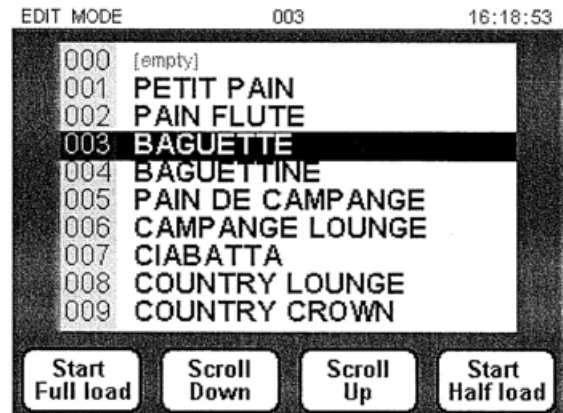 EDIT MODE 003 16:18:53
000 [empty]
001 PETIT PAIN
002 PAIN FLUTE
003 BAGUETTE
004 BAGUETTINE
005 PAIN DE CAMPANGE
006 CAMPANGE LOUNGE
007 CIABATTA
008 COUNTRY LOUNGE
009 COUNTRY CROWN
Start Full load
Scroll Down
Scroll Up
Start Half load